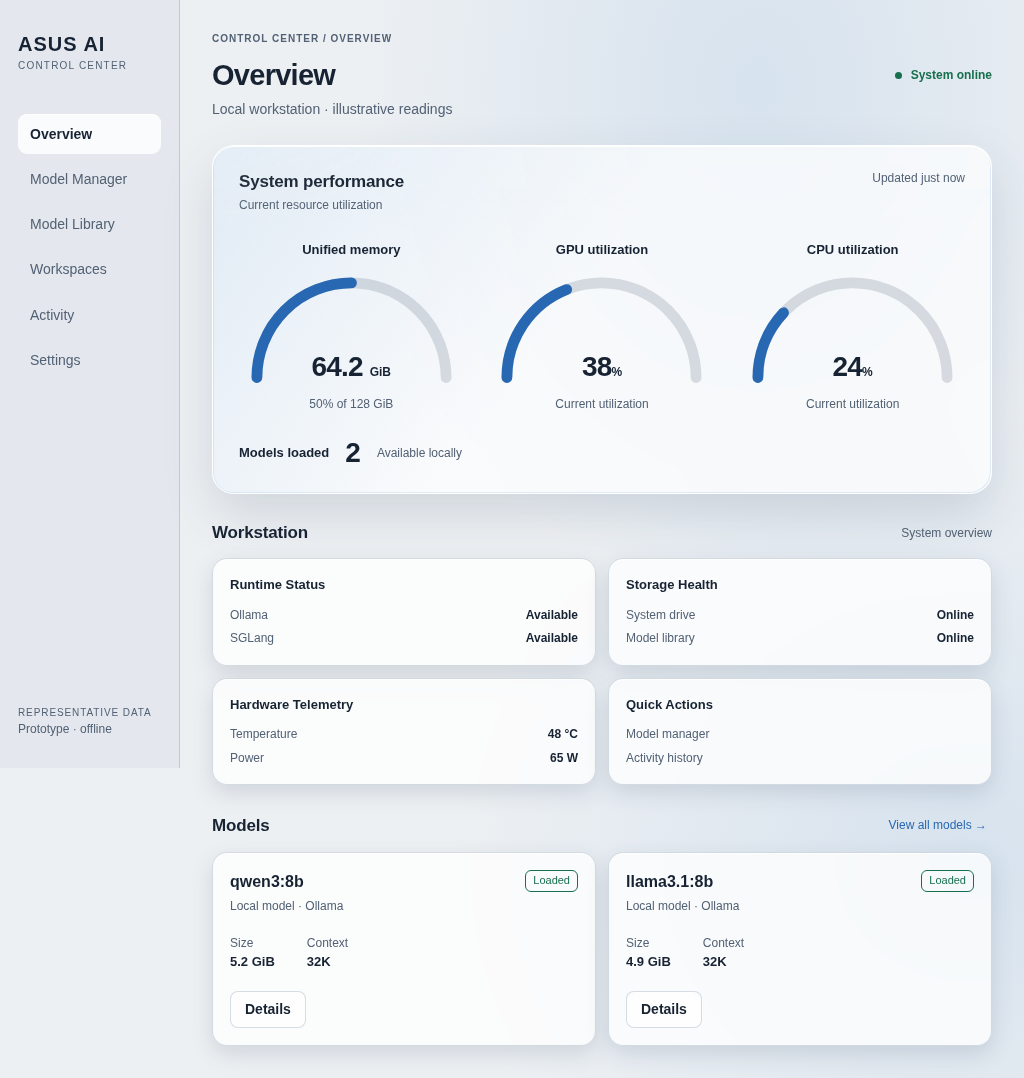 ASUS AI
CONTROL CENTER
Overview
Model Manager
Model Library
Workspaces
Activity
Settings
REPRESENTATIVE DATA
Prototype · offline
CONTROL CENTER / OVERVIEW
Overview
System online
Local workstation · illustrative readings
System performance
Updated just now
Current resource utilization
Unified memory
64.2 GiB
50% of 128 GiB
GPU utilization
38%
Current utilization
CPU utilization
24%
Current utilization
Models loaded 2 Available locally
Workstation
System overview
Runtime Status
Ollama Available
SGLang Available
Storage Health
System drive Online
Model library Online
Hardware Telemetry
Temperature 48 °C
Power 65 W
Quick Actions
Model manager
Activity history
Models
View all models →
qwen3:8b
Loaded
Local model · Ollama
Size Context
5.2 GiB 32K
Details
llama3.1:8b
Loaded
Local model · Ollama
Size Context
4.9 GiB 32K
Details